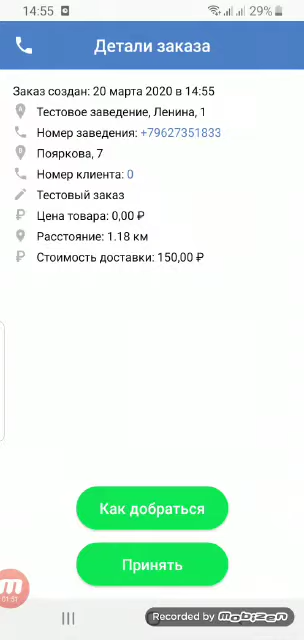 14:55
29%
Детали заказа
Заказ создан: 20 марта 2020 в 14:55
A Тестовое заведение, Ленина, 1
Номер заведения: +79627351833
B Пояркова, 7
Номер клиента: 0
Тестовый заказ
₽ Цена товара: 0,00 ₽
Расстояние: 1.18 км
₽ Стоимость доставки: 150,00 ₽
Как добраться
Принять
01:37
Recorded by MOBIZEN